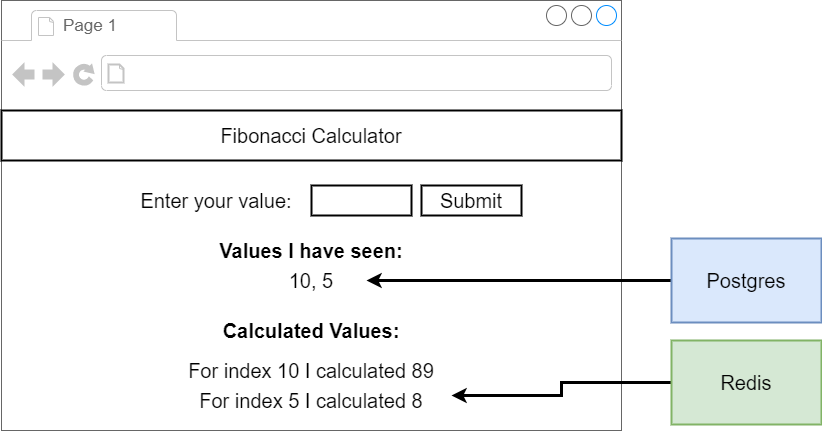 Page 1
Fibonacci Calculator
Enter your value: Submit
Values I have seen:
10, 5
Postgres
Calculated Values:
For index 10 I calculated 89
For index 5 I calculated 8
Redis